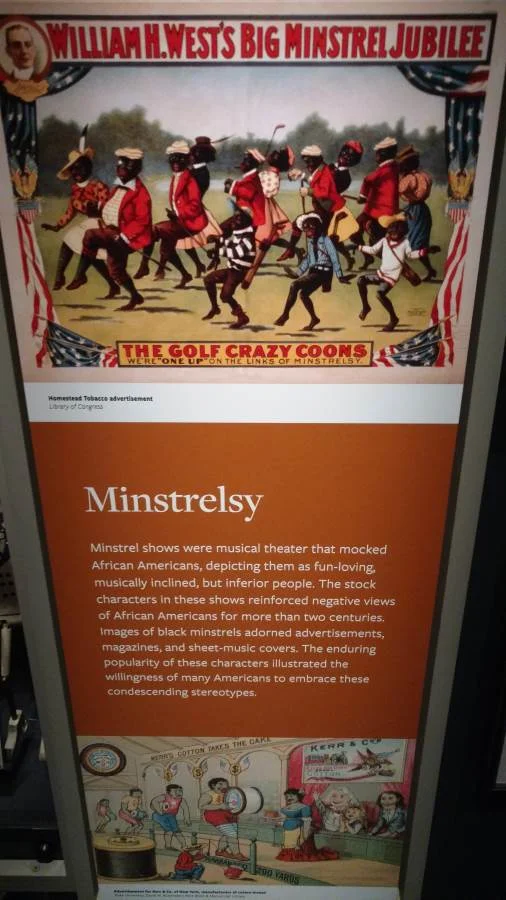 WILLIAM H. WEST'S BIG MINSTREL JUBILEE
THE GOLF CRAZY COONS
WE'RE "ONE UP" ON THE LINKS OF MINSTRELSY.
Homestead Tobacco advertisement
Library of Congress
Minstrelsy
Minstrel shows were musical theater that mocked
African Americans, depicting them as fun-loving,
musically inclined, but inferior people. The stock
characters in these shows reinforced negative views
of African Americans for more than two centuries.
Images of black minstrels adorned advertisements,
magazines, and sheet-music covers. The enduring
popularity of these characters illustrated the
willingness of many Americans to embrace these
condescending stereotypes.
KERR'S COTTON TAKES THE CAKE
KERR & CO
COTTON
200 YARDS
Advertisement for Kerr & Co. of New York, manufacturers of cotton thread